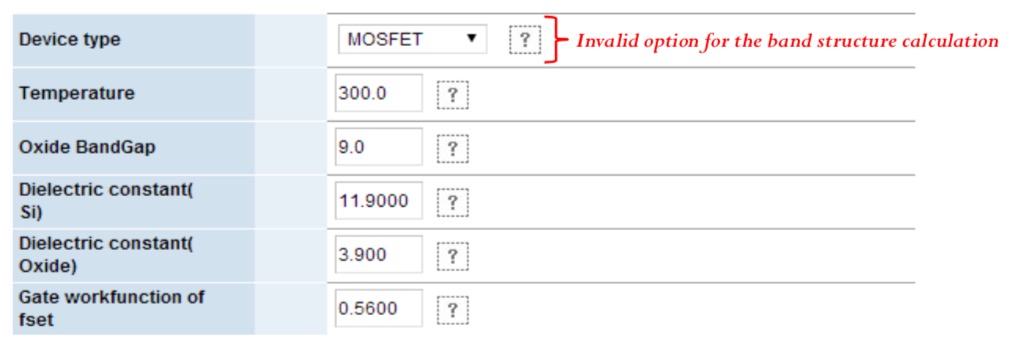 Device type MOSFET ▼ ? Invalid option for the band structure calculation
Temperature 300.0 ?
Oxide BandGap 9.0 ?
Dielectric constant(
Si) 11.9000 ?
Dielectric constant(
Oxide) 3.900 ?
Gate workfunction of
fset 0.5600 ?